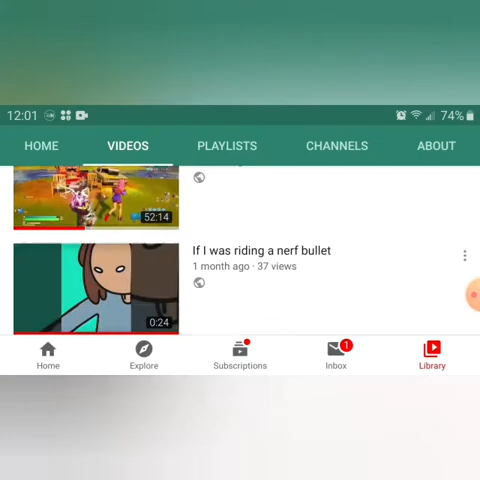 12:01 74%
HOME VIDEOS PLAYLISTS CHANNELS ABOUT
52:14
If I was riding a nerf bullet
1 month ago · 37 views
0:24
1
Home Explore Subscriptions Inbox Library